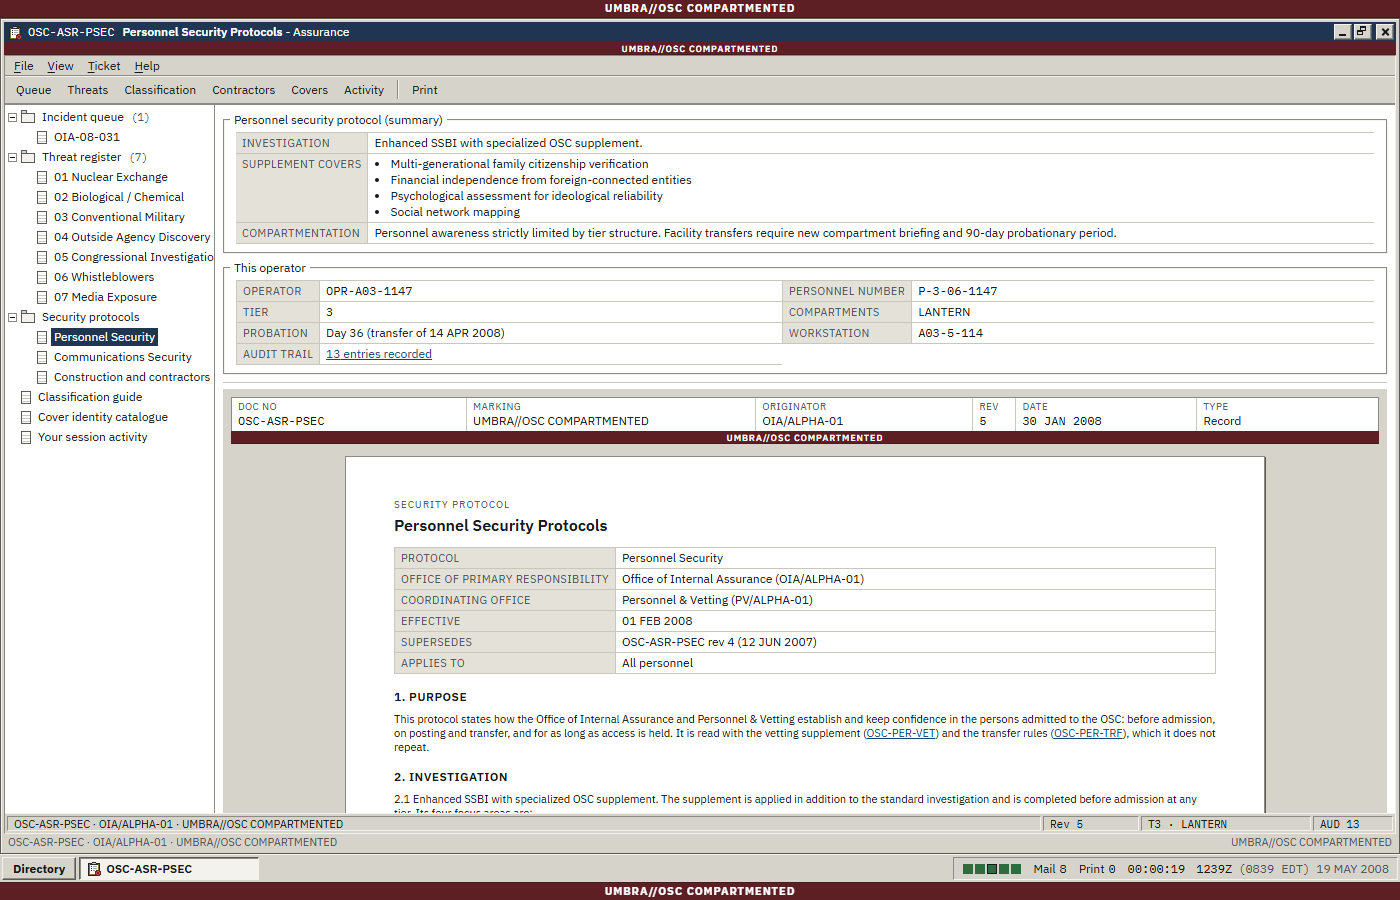 UMBRA//OSC COMPARTMENTED
OSC-ASR-PSEC Personnel Security Protocols - Assurance
UMBRA//OSC COMPARTMENTED
File View Ticket Help
Queue Threats Classification Contractors Covers Activity Print
Incident queue (1)
OIA-08-031
Threat register (7)
01 Nuclear Exchange
02 Biological / Chemical
03 Conventional Military
04 Outside Agency Discovery
05 Congressional Investigatio
06 Whistleblowers
07 Media Exposure
Security protocols
Personnel Security
Communications Security
Construction and contractors
Classification guide
Cover identity catalogue
Your session activity
Personnel security protocol (summary)
INVESTIGATION Enhanced SSBI with specialized OSC supplement.
SUPPLEMENT COVERS • Multi-generational family citizenship verification
• Financial independence from foreign-connected entities
• Psychological assessment for ideological reliability
• Social network mapping
COMPARTMENTATION Personnel awareness strictly limited by tier structure. Facility transfers require new compartment briefing and 90-day probationary period.
This operator
OPERATOR OPR-A03-1147 PERSONNEL NUMBER P-3-06-1147
TIER 3 COMPARTMENTS LANTERN
PROBATION Day 36 (transfer of 14 APR 2008) WORKSTATION A03-5-114
AUDIT TRAIL 13 entries recorded
DOC NO MARKING ORIGINATOR REV DATE TYPE
OSC-ASR-PSEC UMBRA//OSC COMPARTMENTED OIA/ALPHA-01 5 30 JAN 2008 Record
UMBRA//OSC COMPARTMENTED
SECURITY PROTOCOL
Personnel Security Protocols
PROTOCOL Personnel Security
OFFICE OF PRIMARY RESPONSIBILITY Office of Internal Assurance (OIA/ALPHA-01)
COORDINATING OFFICE Personnel & Vetting (PV/ALPHA-01)
EFFECTIVE 01 FEB 2008
SUPERSEDES OSC-ASR-PSEC rev 4 (12 JUN 2007)
APPLIES TO All personnel
1. PURPOSE
This protocol states how the Office of Internal Assurance and Personnel & Vetting establish and keep confidence in the persons admitted to the OSC: before admission,
on posting and transfer, and for as long as access is held. It is read with the vetting supplement (OSC-PER-VET) and the transfer rules (OSC-PER-TRF), which it does not
repeat.
2. INVESTIGATION
2.1 Enhanced SSBI with specialized OSC supplement. The supplement is applied in addition to the standard investigation and is completed before admission at any
tier. Its four focus areas are:
OSC-ASR-PSEC · OIA/ALPHA-01 · UMBRA//OSC COMPARTMENTED Rev 5 T3 · LANTERN AUD 13
OSC-ASR-PSEC · OIA/ALPHA-01 · UMBRA//OSC COMPARTMENTED UMBRA//OSC COMPARTMENTED
Directory OSC-ASR-PSEC Mail 8 Print 0 00:00:19 1239Z (0839 EDT) 19 MAY 2008
UMBRA//OSC COMPARTMENTED